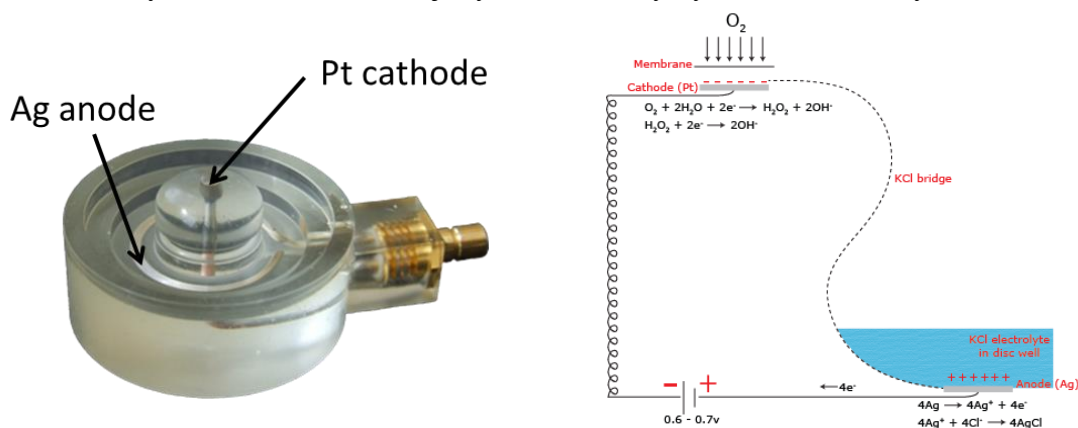 Pt cathode
Ag anode
O₂
Membrane
Cathode (Pt)
O₂ + 2H₂O + 2e⁻ → H₂O₂ + 2OH⁻
H₂O₂ + 2e⁻ → 2OH⁻
KCl bridge
KCl electrolyte
in disc well
Anode (Ag)
4e⁻
0.6 - 0.7v
4Ag → 4Ag⁺ + 4e⁻
4Ag⁺ + 4Cl⁻ → 4AgCl